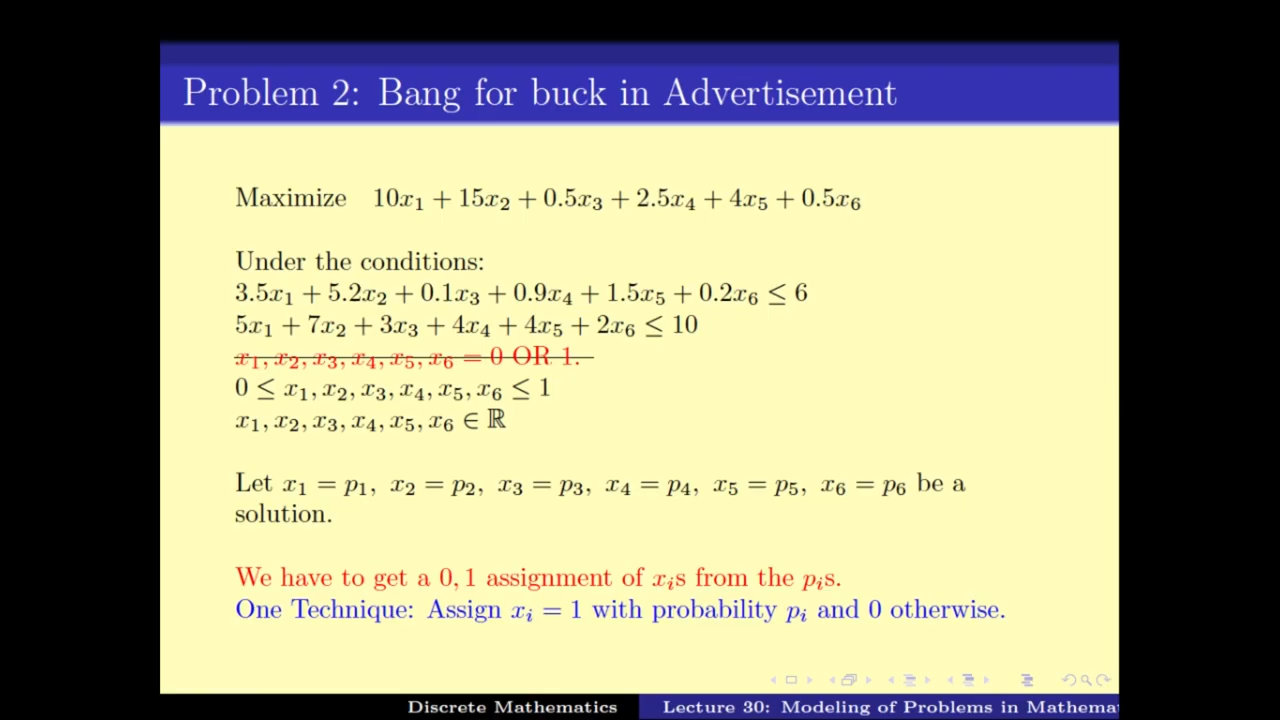 Problem 2: Bang for buck in Advertisement
Maximize 10x₁ + 15x₂ + 0.5x₃ + 2.5x₄ + 4x₅ + 0.5x₆
Under the conditions:
3.5x₁ + 5.2x₂ + 0.1x₃ + 0.9x₄ + 1.5x₅ + 0.2x₆ ≤ 6
5x₁ + 7x₂ + 3x₃ + 4x₄ + 4x₅ + 2x₆ ≤ 10
x₁, x₂, x₃, x₄, x₅, x₆ = 0 OR 1.
0 ≤ x₁, x₂, x₃, x₄, x₅, x₆ ≤ 1
x₁, x₂, x₃, x₄, x₅, x₆ ∈ ℝ
Let x₁ = p₁, x₂ = p₂, x₃ = p₃, x₄ = p₄, x₅ = p₅, x₆ = p₆ be a
solution.
We have to get a 0, 1 assignment of xᵢs from the pᵢs.
One Technique: Assign xᵢ = 1 with probability pᵢ and 0 otherwise.
Discrete Mathematics
Lecture 30: Modeling of Problems in Mathema